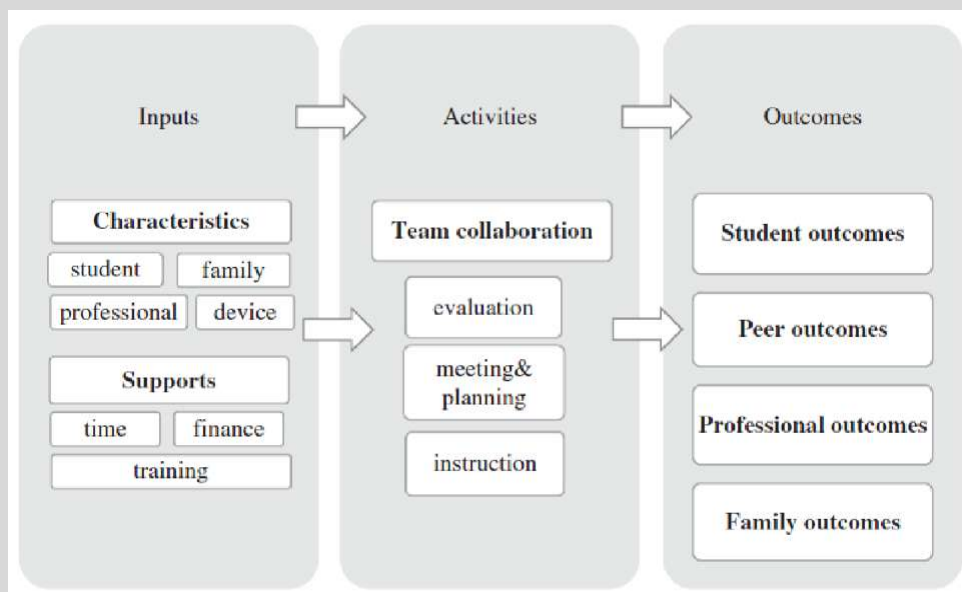 Inputs
Activities
Outcomes
Characteristics
student
family
professional
device
Supports
time
finance
training
Team collaboration
evaluation
meeting&
planning
instruction
Student outcomes
Peer outcomes
Professional outcomes
Family outcomes